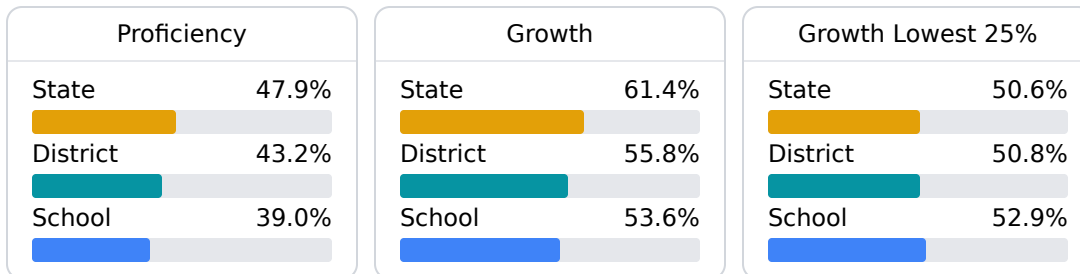 Proficiency
State 47.9%
District 43.2%
School 39.0%
Growth
State 61.4%
District 55.8%
School 53.6%
Growth Lowest 25%
State 50.6%
District 50.8%
School 52.9%